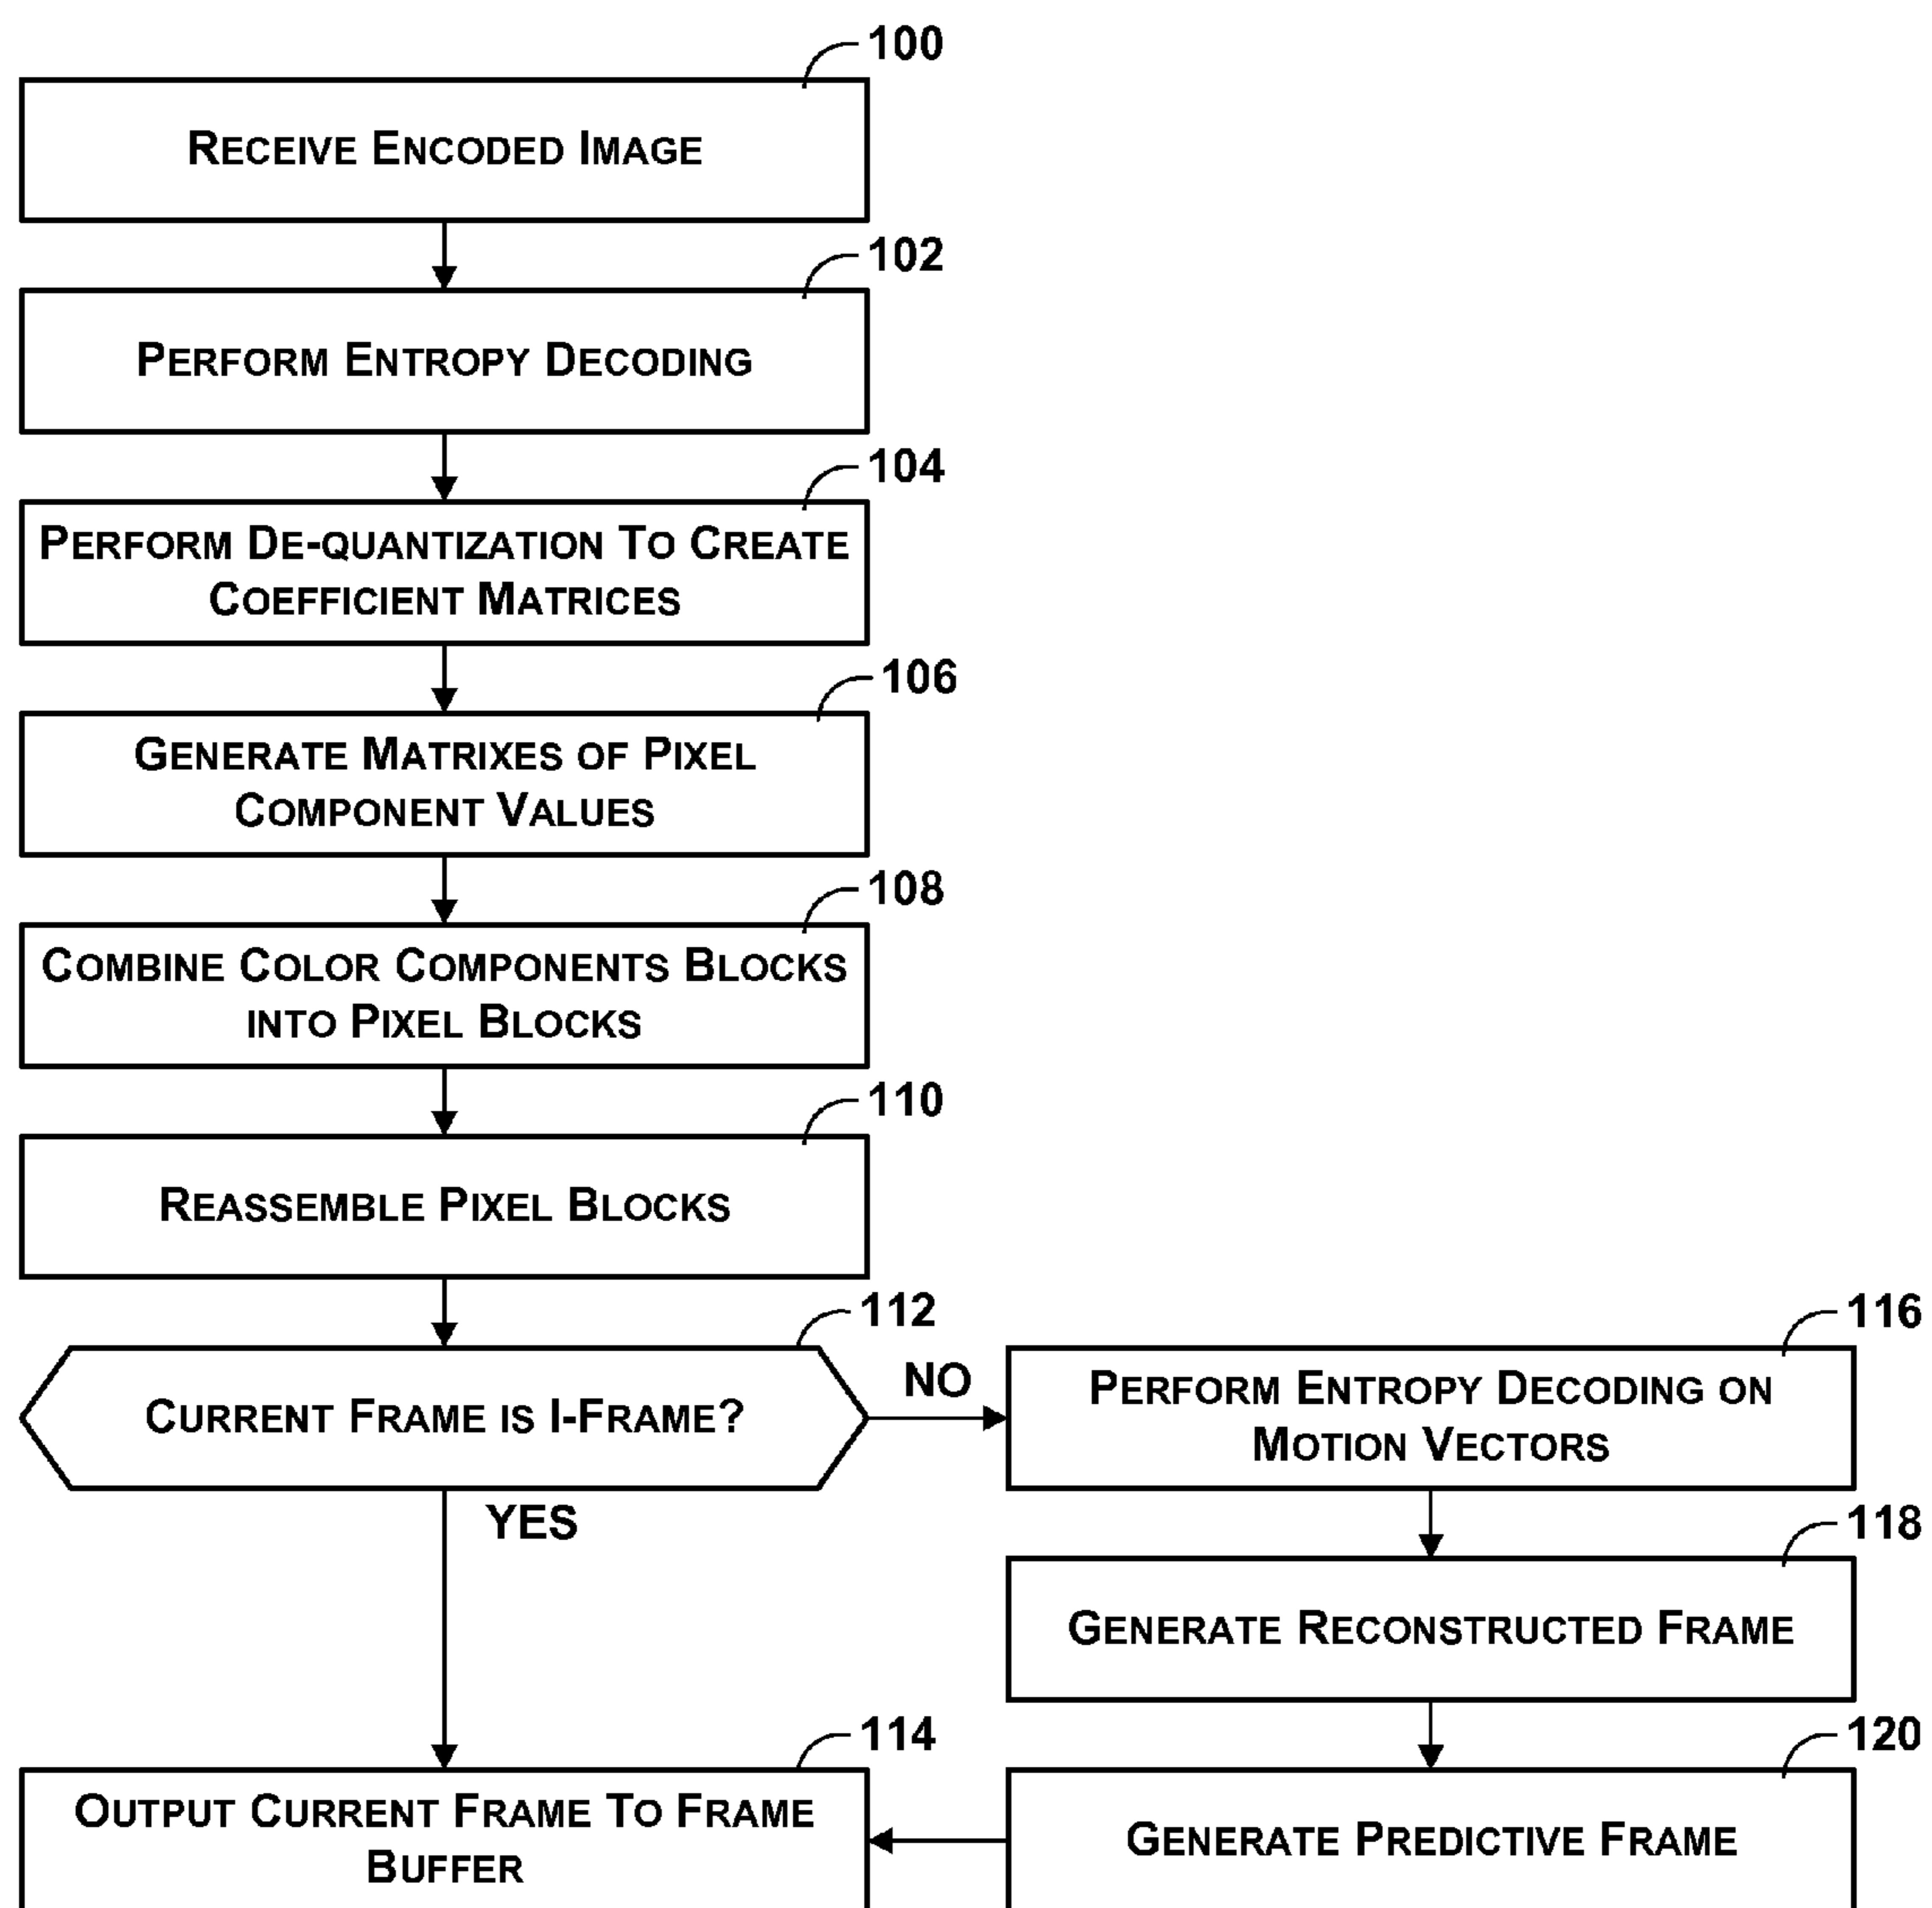 100
RECEIVE ENCODED IMAGE
102
PERFORM ENTROPY DECODING
104
PERFORM DE-QUANTIZATION TO CREATE
COEFFICIENT MATRICES
106
GENERATE MATRIXES OF PIXEL
COMPONENT VALUES
108
COMBINE COLOR COMPONENTS BLOCKS
INTO PIXEL BLOCKS
110
REASSEMBLE PIXEL BLOCKS
112
CURRENT FRAME IS I-FRAME?
NO
YES
116
PERFORM ENTROPY DECODING ON
MOTION VECTORS
118
GENERATE RECONSTRUCTED FRAME
114
OUTPUT CURRENT FRAME TO FRAME
BUFFER
120
GENERATE PREDICTIVE FRAME